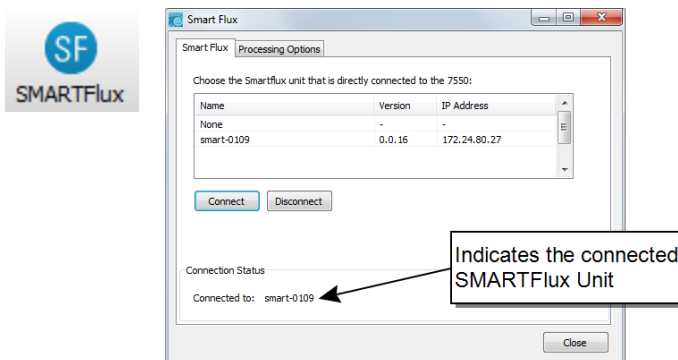 SF
SMARTFlux
Smart Flux
Smart Flux Processing Options
Choose the Smartflux unit that is directly connected to the 7550:
Name Version IP Address
None - -
smart-0109 0.0.16 172.24.80.27
Connect Disconnect
Indicates the connected
SMARTFlux Unit
Connection Status
Connected to: smart-0109
Close